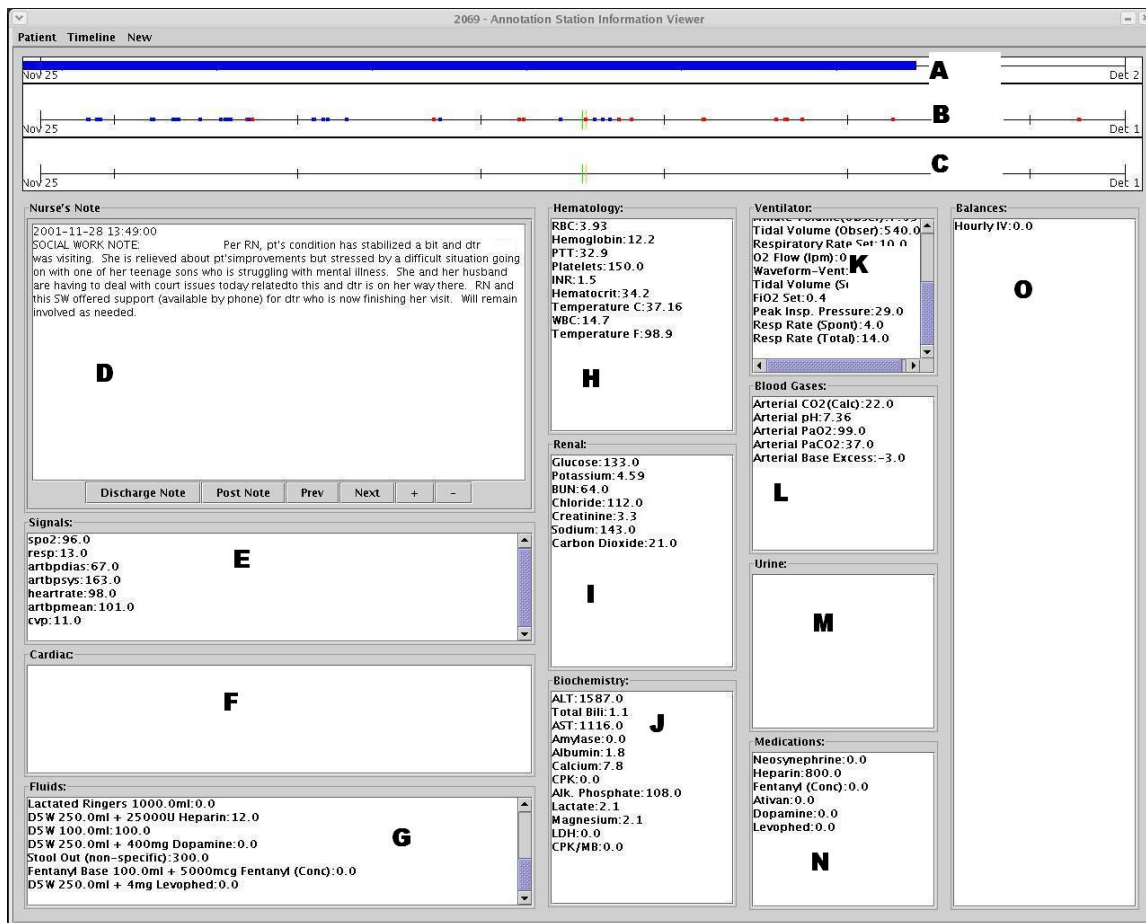 2069 - Annotation Station Information Viewer
Patient Timeline New
A
Nov 25 Dec 2
B
Nov 25 Dec 1
C
Nov 25 Dec 1
Nurse's Note
2001-11-28 13:49:00
SOCIAL WORK NOTE: Per RN, pt's condition has stabilized a bit and dtr
was visiting. She is relieved about pt'simprovements but stressed by a difficult situation going
on with one of her teenage sons who is struggling with mental illness. She and her husband
are having to deal with court issues today relatedto this and dtr is on her way there. RN and
this SW offered support (available by phone) for dtr who is now finishing her visit. Will remain
involved as needed.
D
Discharge Note Post Note Prev Next + -
Signals:
spo2:96.0
resp:13.0
artbpdias:67.0
artbpsys:163.0
heartrate:98.0
artbpmean:101.0
cvp:11.0
E
Cardiac:
F
Fluids:
Lactated Ringers 1000.0ml:0.0
D5W 250.0ml + 25000U Heparin:12.0
D5W 100.0ml:100.0
D5W 250.0ml + 400mg Dopamine:0.0
Stool Out (non-specific):300.0
Fentanyl Base 100.0ml + 5000mcg Fentanyl (Conc):0.0
D5W 250.0ml + 4mg Levophed:0.0
G
Hematology:
RBC:3.93
Hemoglobin:12.2
PTT:32.9
Platelets:150.0
INR:1.5
Hematocrit:34.2
Temperature C:37.16
WBC:14.7
Temperature F:98.9
H
Renal:
Glucose:133.0
Potassium:4.59
BUN:64.0
Chloride:112.0
Creatinine:3.3
Sodium:143.0
Carbon Dioxide:21.0
I
Biochemistry:
ALT:1587.0
Total Bili:1.1
AST:1116.0
Amylase:0.0
Albumin:1.8
Calcium:7.8
CPK:0.0
Alk. Phosphate:108.0
Lactate:2.1
Magnesium:2.1
LDH:0.0
CPK/MB:0.0
J
Ventilator:
Tidal Volume (Obser):540.0
Respiratory Rate Set:10.0
O2 Flow (lpm):0
Waveform-Vent:
Tidal Volume
FiO2 Set:0.4
Peak Insp. Pressure:29.0
Resp Rate (Spont):4.0
Resp Rate (Total):14.0
K
Blood Gases:
Arterial CO2(Calc):22.0
Arterial pH:7.36
Arterial PaO2:99.0
Arterial PaCO2:37.0
Arterial Base Excess:-3.0
L
Urine:
M
Medications:
Neosynephrine:0.0
Heparin:800.0
Fentanyl (Conc):0.0
Ativan:0.0
Dopamine:0.0
Levophed:0.0
N
Balances:
Hourly IV:0.0
O